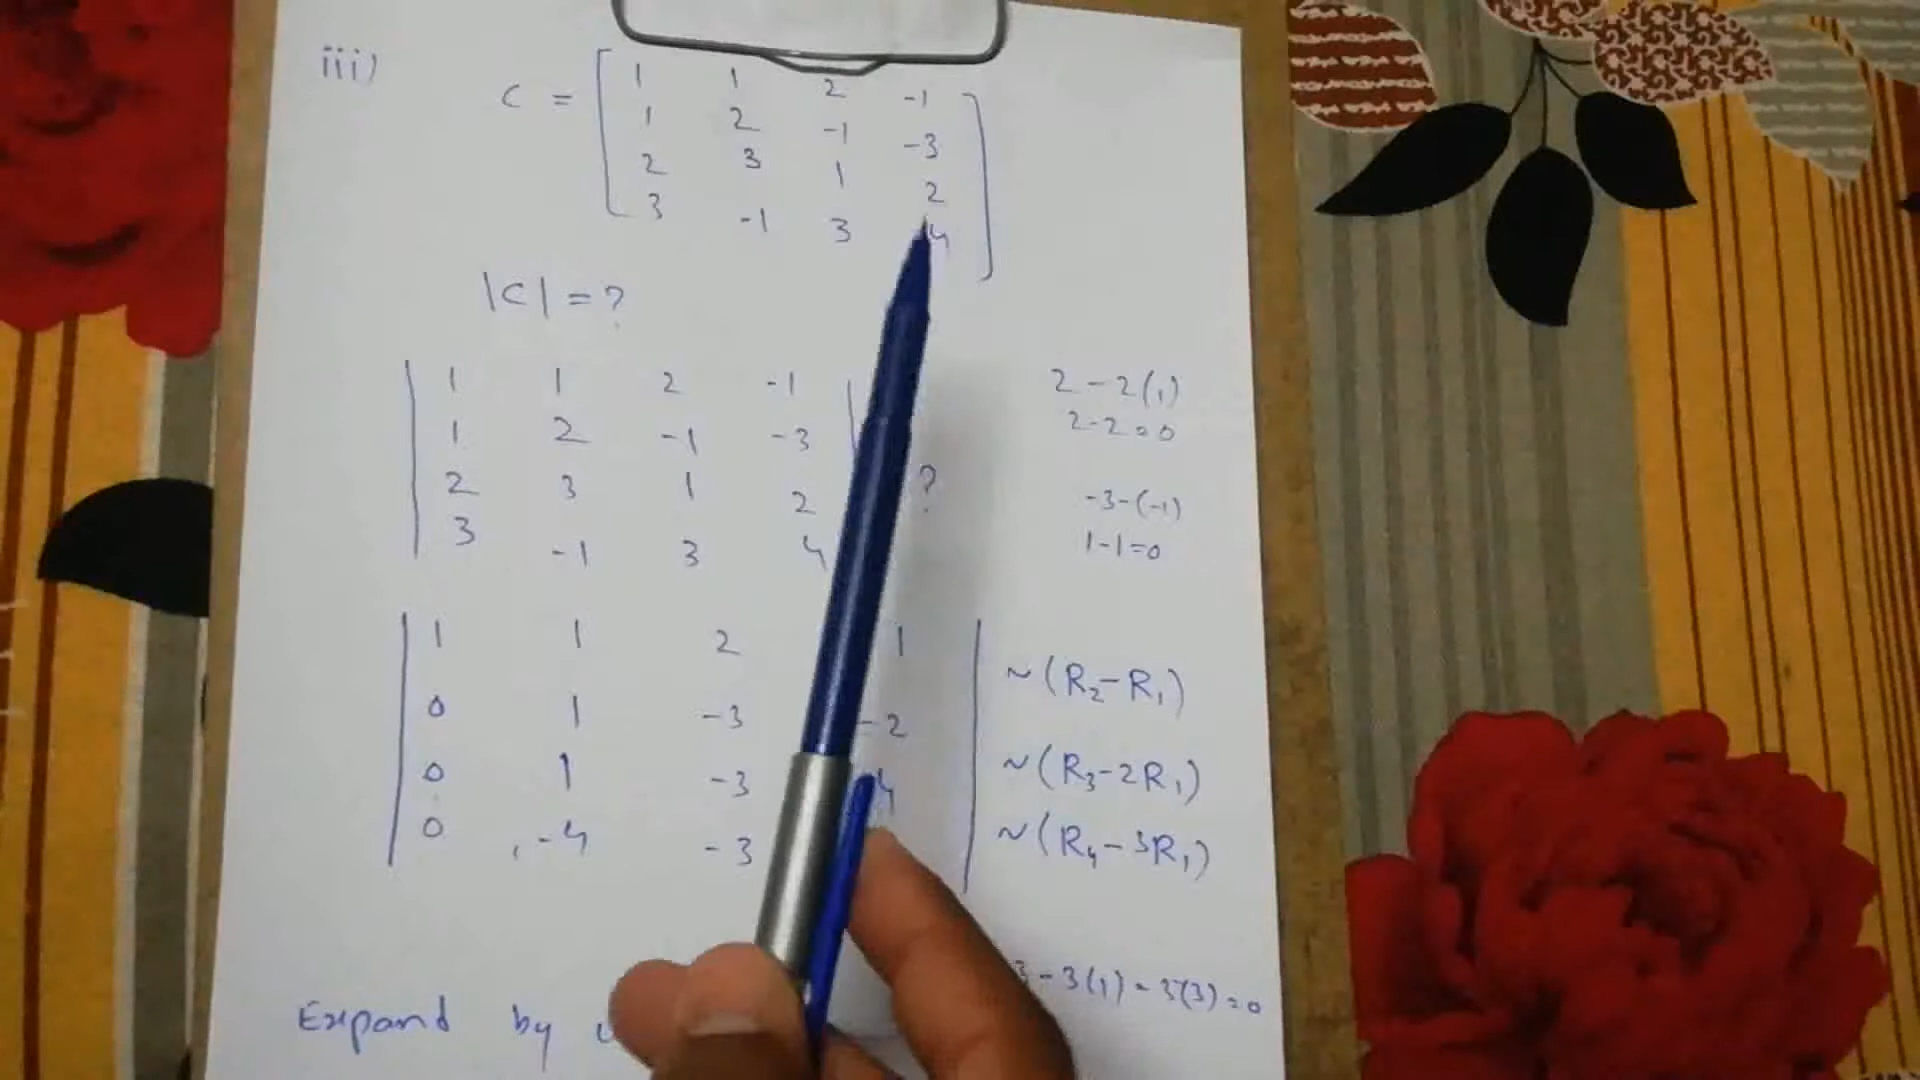 iii)
C = [ 1 1 2 -1
1 2 -1 -3
2 3 1 2
3 -1 3 4 ]
|C| = ?
| 1 1 2 -1 |
1 2 -1 -3
2 3 1 2 ?
3 -1 3 4
2 - 2(1)
2-2=0
-3-(-1)
1-1=0
| 1 1 2 1 |
0 1 -3 -2 ~(R₂-R₁)
0 1 -3 4 ~(R₃-2R₁)
0 , -4 -3 ~(R₄-3R₁)
3-3(1)-3(3)=0
Expand by